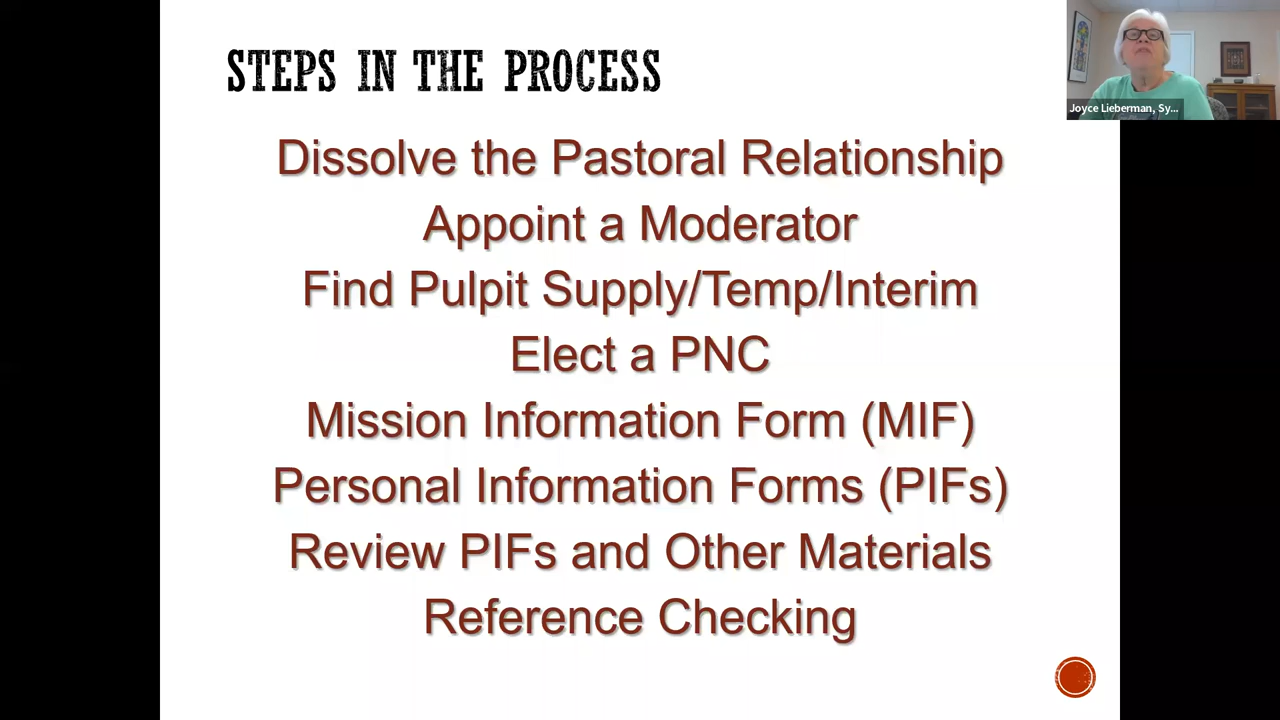 STEPS IN THE PROCESS
Dissolve the Pastoral Relationship
Appoint a Moderator
Find Pulpit Supply/Temp/Interim
Elect a PNC
Mission Information Form (MIF)
Personal Information Forms (PIFs)
Review PIFs and Other Materials
Reference Checking
Joyce Lieberman, Sy...